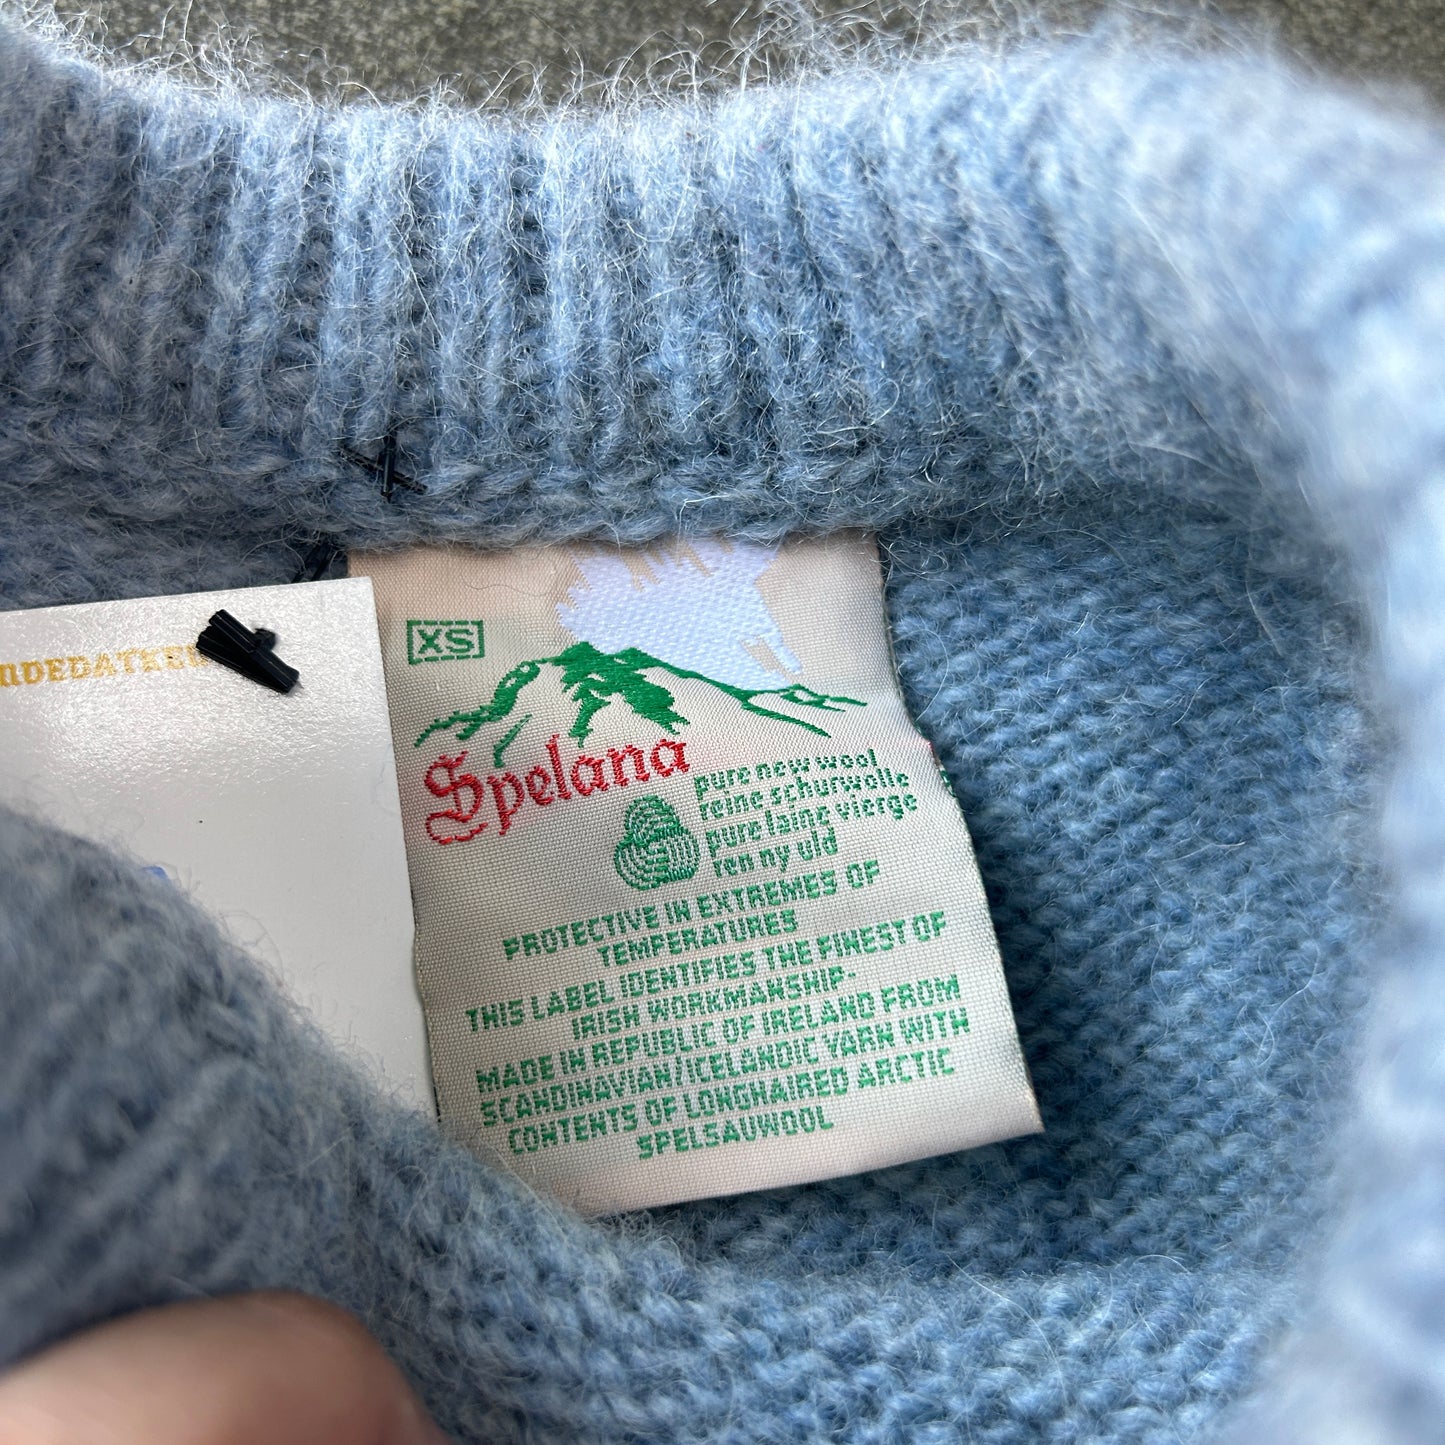 XS
Spelana
pure new wool
reine schurwolle
pure laine vierge
ren ny uld
PROTECTIVE IN EXTREMES OF
TEMPERATURES
THIS LABEL IDENTIFIES THE FINEST OF
IRISH WORKMANSHIP-
MADE IN REPUBLIC OF IRELAND FROM
SCANDINAVIAN/ICELANDIC YARN WITH
CONTENTS OF LONGHAIRED ARCTIC
SPELSAUWOOL